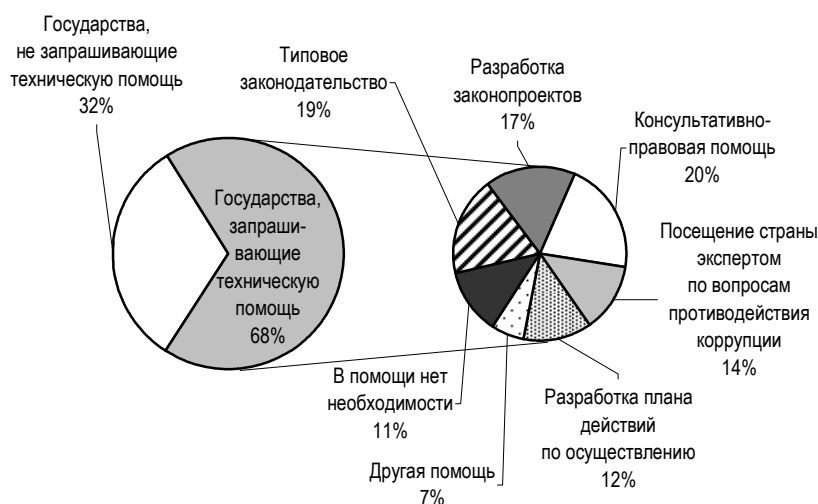 Государства,
не запрашивающие
техническую помощь
32%
Типовое
законодательство
19%
Разработка
законопроектов
17%
Консультативно-
правовая помощь
20%
Государства,
запраши-
вающие
техническую
помощь
68%
Посещение страны
экспертом
по вопросам
противодействия
коррупции
14%
В помощи нет
необходимости
11%
Другая помощь
7%
Разработка плана
действий
по осуществлению
12%